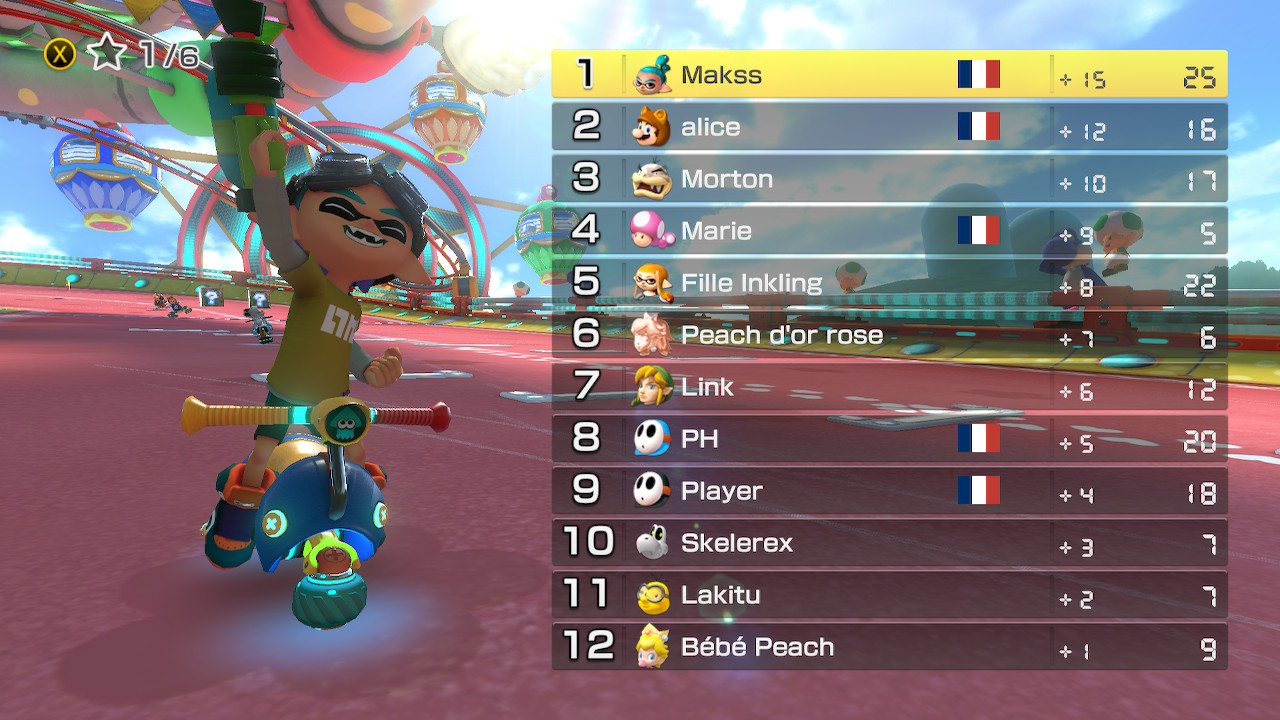 X 1/6
1 Makss + 15 25
2 alice + 12 16
3 Morton + 10 17
4 Marie + 9 5
5 Fille Inkling + 8 22
6 Peach d'or rose + 7 6
7 Link + 6 12
8 PH + 5 20
9 Player + 4 18
10 Skelerex + 3 7
11 Lakitu + 2 7
12 Bébé Peach + 1 9
? ?